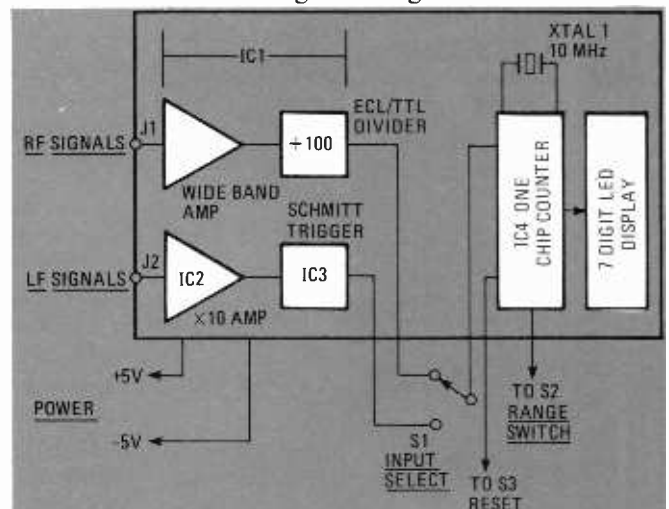 XTAL 1
10 MHz
IC1
ECL/TTL
DIVIDER
J1
RF SIGNALS
÷100
WIDE BAND
AMP
SCHMITT
TRIGGER
IC4 ONE
CHIP COUNTER
7 DIGIT LED
DISPLAY
J2
LF SIGNALS
IC2
IC3
×10 AMP
+5V
POWER
-5V
S1
INPUT
SELECT
TO S2
RANGE
SWITCH
TO S3
RESET